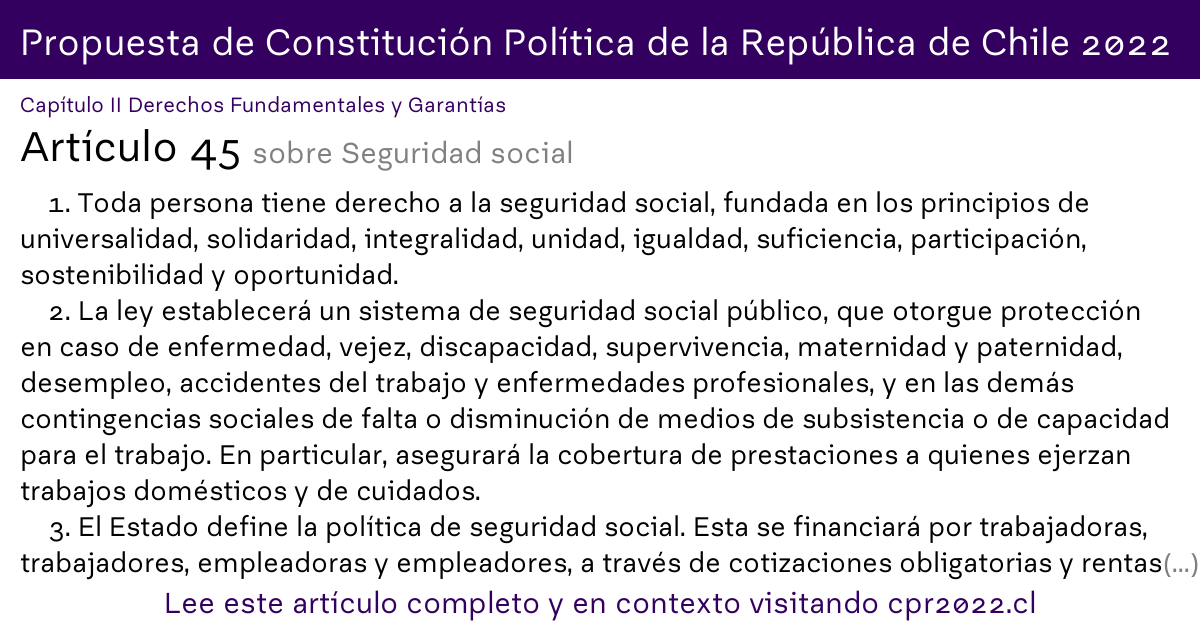 Propuesta de Constitución Política de la República de Chile 2022
Capítulo II Derechos Fundamentales y Garantías
Artículo 45 sobre Seguridad social
1. Toda persona tiene derecho a la seguridad social, fundada en los principios de
universalidad, solidaridad, integralidad, unidad, igualdad, suficiencia, participación,
sostenibilidad y oportunidad.
2. La ley establecerá un sistema de seguridad social público, que otorgue protección
en caso de enfermedad, vejez, discapacidad, supervivencia, maternidad y paternidad,
desempleo, accidentes del trabajo y enfermedades profesionales, y en las demás
contingencias sociales de falta o disminución de medios de subsistencia o de capacidad
para el trabajo. En particular, asegurará la cobertura de prestaciones a quienes ejerzan
trabajos domésticos y de cuidados.
3. El Estado define la política de seguridad social. Esta se financiará por trabajadoras,
trabajadores, empleadoras y empleadores, a través de cotizaciones obligatorias y rentas(...)
Lee este artículo completo y en contexto visitando cpr2022.cl